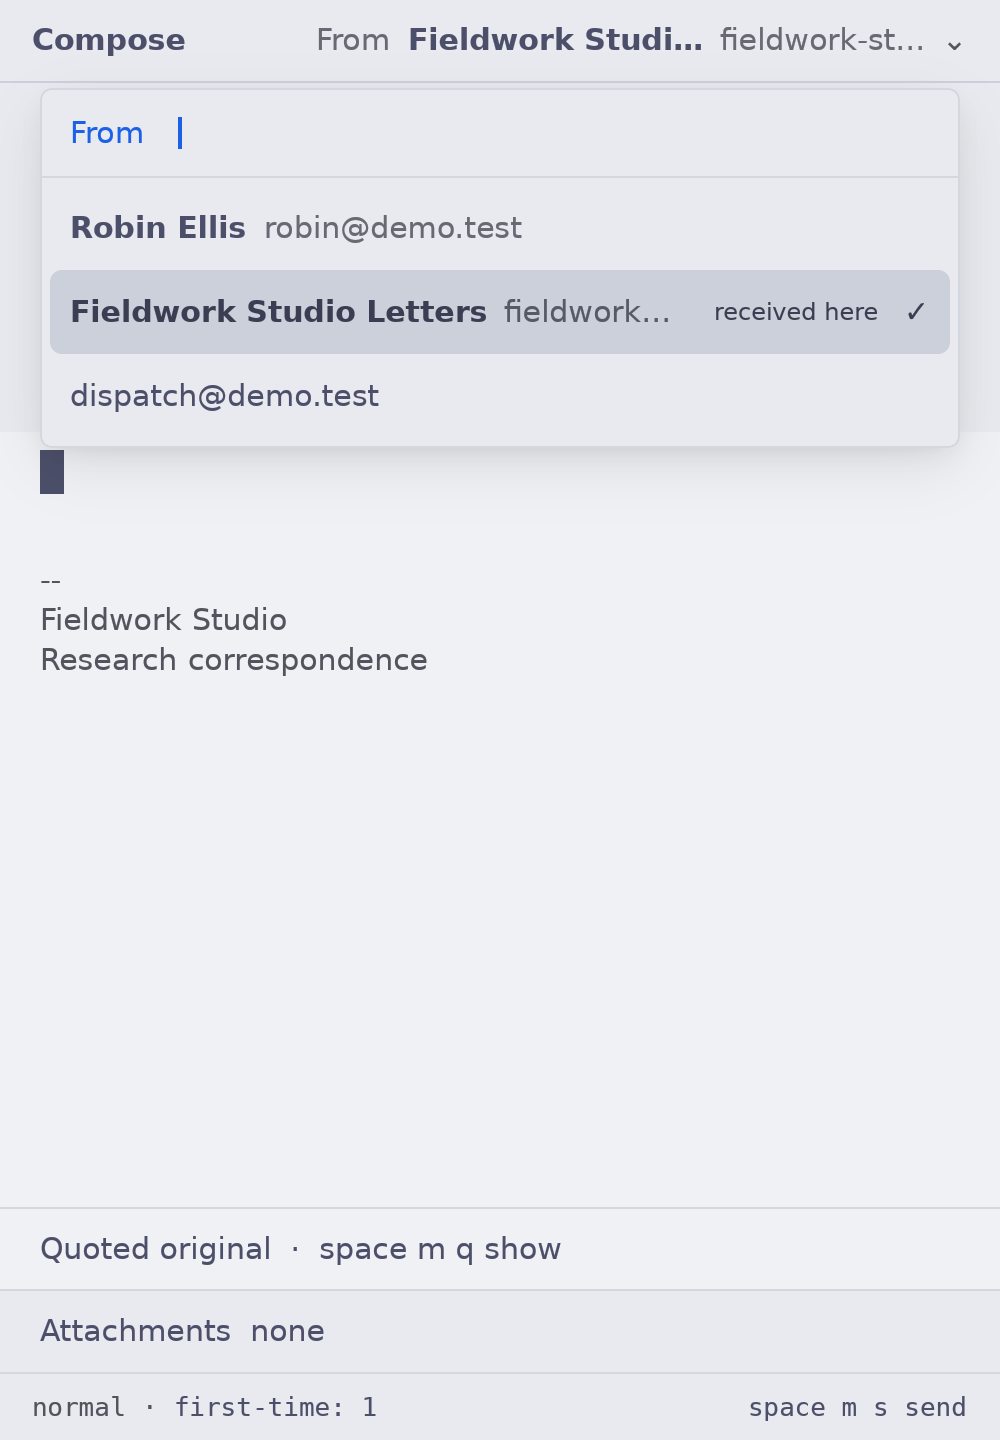 Compose From Fieldwork Studi… fieldwork-st…
From
Robin Ellis robin@demo.test
Fieldwork Studio Letters fieldwork… received here ✓
dispatch@demo.test
--
Fieldwork Studio
Research correspondence
Quoted original · space m q show
Attachments none
normal · first-time: 1 space m s send